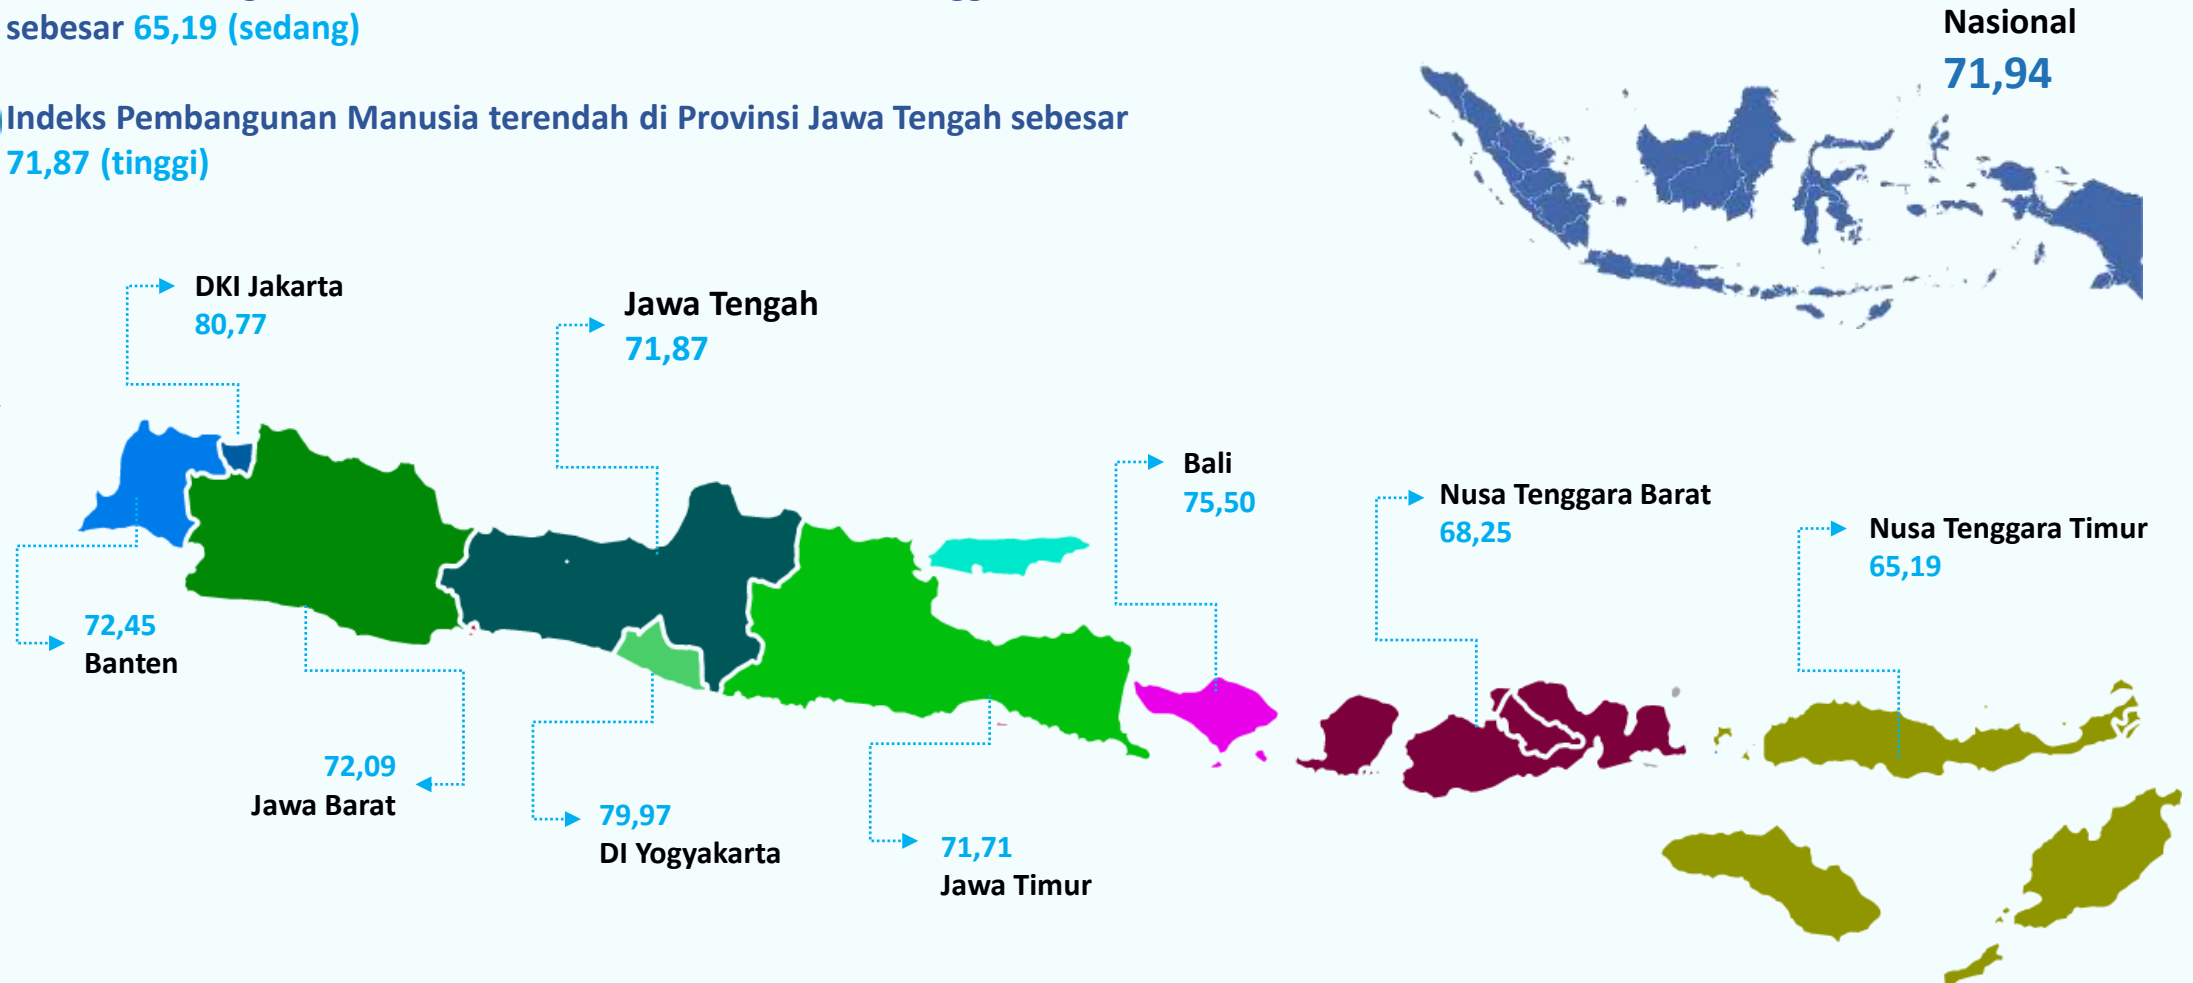 sebesar 65,19 (sedang)
Indeks Pembangunan Manusia terendah di Provinsi Jawa Tengah sebesar
71,87 (tinggi)
Nasional
71,94
DKI Jakarta
80,77
Jawa Tengah
71,87
Bali
75,50
Nusa Tenggara Barat
68,25
Nusa Tenggara Timur
65,19
72,45
Banten
72,09
Jawa Barat
79,97
DI Yogyakarta
71,71
Jawa Timur